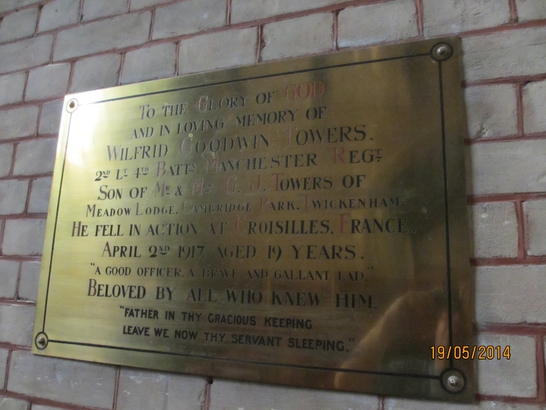 TO THE GLORY OF GOD
AND IN LOVING MEMORY OF
WILFRID GOODWIN TOWERS.
2ND LT. 4TH BATTN MANCHESTER REGT.
SON OF MR. & MRS. TOWERS OF
MEADOW LODGE, CAMBRIDGE PARK, TWICKENHAM.
HE FELL IN ACTION AT CROISILLES, FRANCE,
APRIL 2ND 1917, AGED 19 YEARS.
"A GOOD OFFICER, A BRAVE AND GALLANT LAD."
BELOVED BY ALL WHO KNEW HIM.
"FATHER IN THY GRACIOUS KEEPING
LEAVE WE NOW THY SERVANT SLEEPING."
19/05/2014